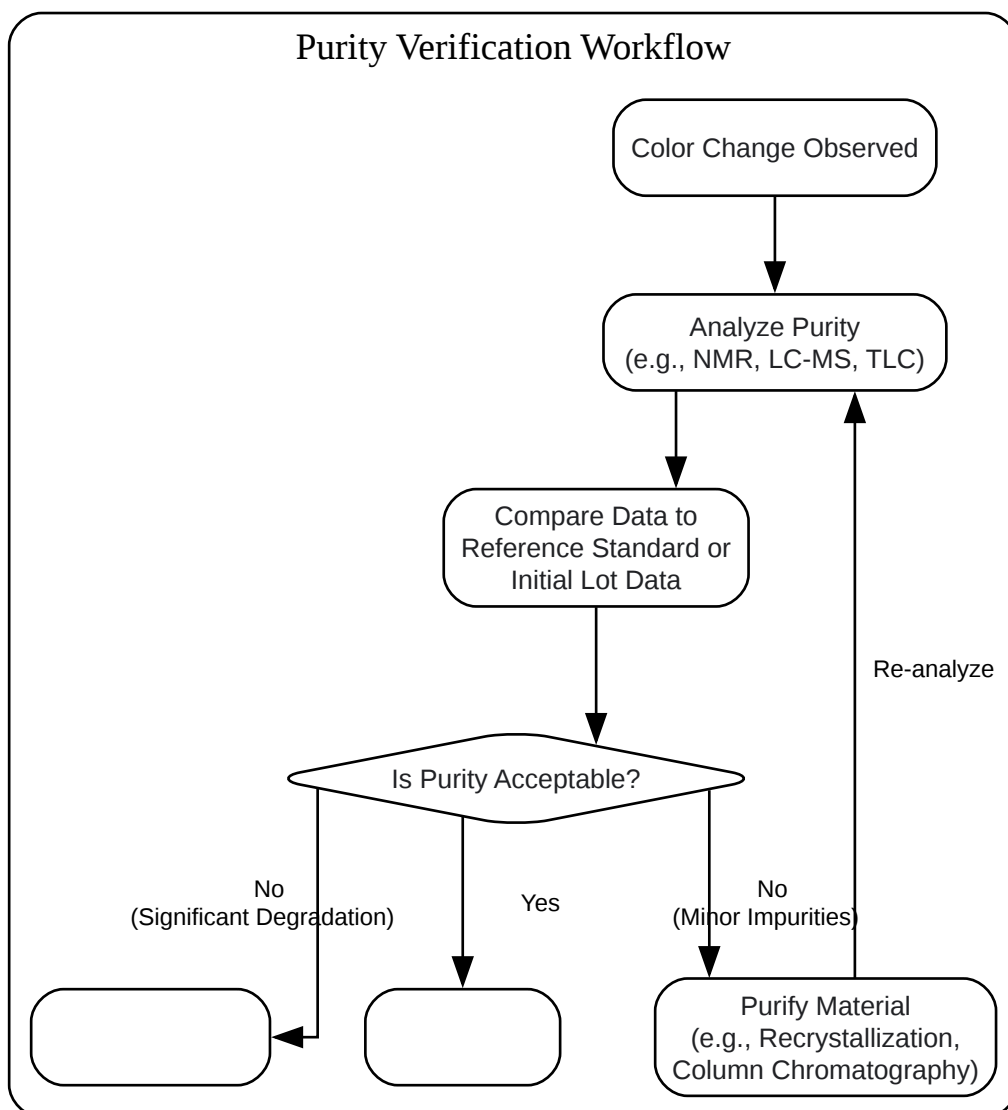 Purity Verification Workflow
Color Change Observed
Analyze Purity
(e.g., NMR, LC-MS, TLC)
Compare Data to
Reference Standard or
Initial Lot Data
Re-analyze
Is Purity Acceptable?
No
(Significant Degradation)
Yes
No
(Minor Impurities)
Purify Material
(e.g., Recrystallization,
Column Chromatography)